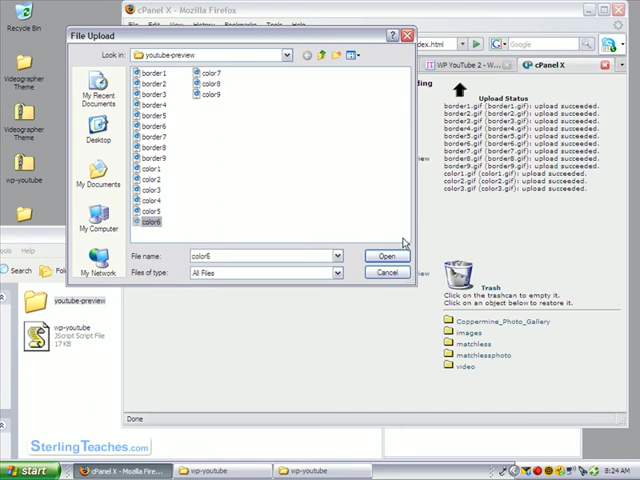 Recycle Bin
Videographer
Theme
Videographer
Theme
wp-youtube
cPanel X - Mozilla Firefox
File Upload
Look in:
youtube-preview
My Recent
Documents
Desktop
My Documents
My Computer
My Network
border1
border2
border3
border4
border5
border6
border7
border8
border9
color1
color2
color3
color4
color5
color6
color7
color8
color9
File name:
color6
Open
Files of type:
All Files
Cancel
dex.html
Google
WP YouTube 2 - W...
cPanel X
Upload Status
border1.gif (border1.gif): upload succeeded.
border2.gif (border2.gif): upload succeeded.
border3.gif (border3.gif): upload succeeded.
border4.gif (border4.gif): upload succeeded.
border5.gif (border5.gif): upload succeeded.
border6.gif (border6.gif): upload succeeded.
border7.gif (border7.gif): upload succeeded.
border8.gif (border8.gif): upload succeeded.
border9.gif (border9.gif): upload succeeded.
color1.gif (color1.gif): upload succeeded.
color2.gif (color2.gif): upload succeeded.
color3.gif (color3.gif): upload succeeded.
Trash
Click on the trashcan to empty it.
Click on an object below to restore it.
Coppermine_Photo_Gallery
images
matchless
matchlessphoto
video
Done
ools
Help
Search
youtube-preview
wp-youtube
JScript Script File
17 KB
SterlingTeaches.com
start
cPanel X - Mozilla Fire...
wp-youtube
wp-youtube
8:24 AM